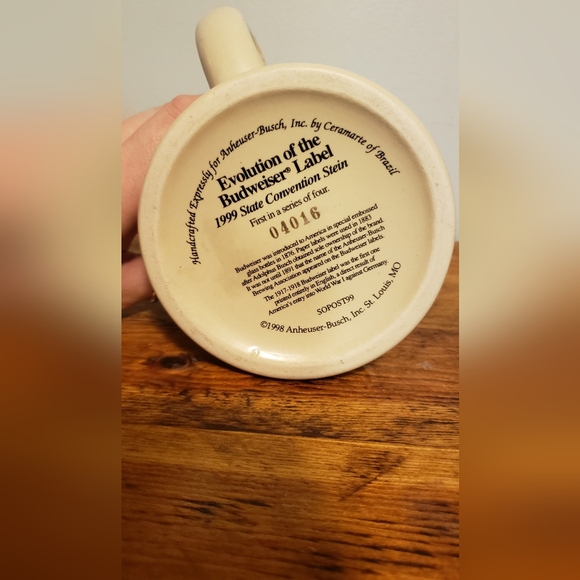 Handcrafted Expressly for Anheuser-Busch, Inc. by Ceramarte of Brazil
Evolution of the
Budweiser® Label
1999 State Convention Stein
First in a series of four.
04016
Budweiser was introduced to America in special embossed
glass bottles in 1876. Paper labels were used in 1883
after Adolphus Busch obtained sole ownership of the brand.
It was not until 1891 that the name of the Anheuser-Busch
Brewing Association appeared on the Budweiser labels.
The 1917-1918 Budweiser label was the first one
printed entirely in English, a direct result of
America's entry into World War I against Germany.
SOPOST99
©1998 Anheuser-Busch, Inc. St. Louis, MO